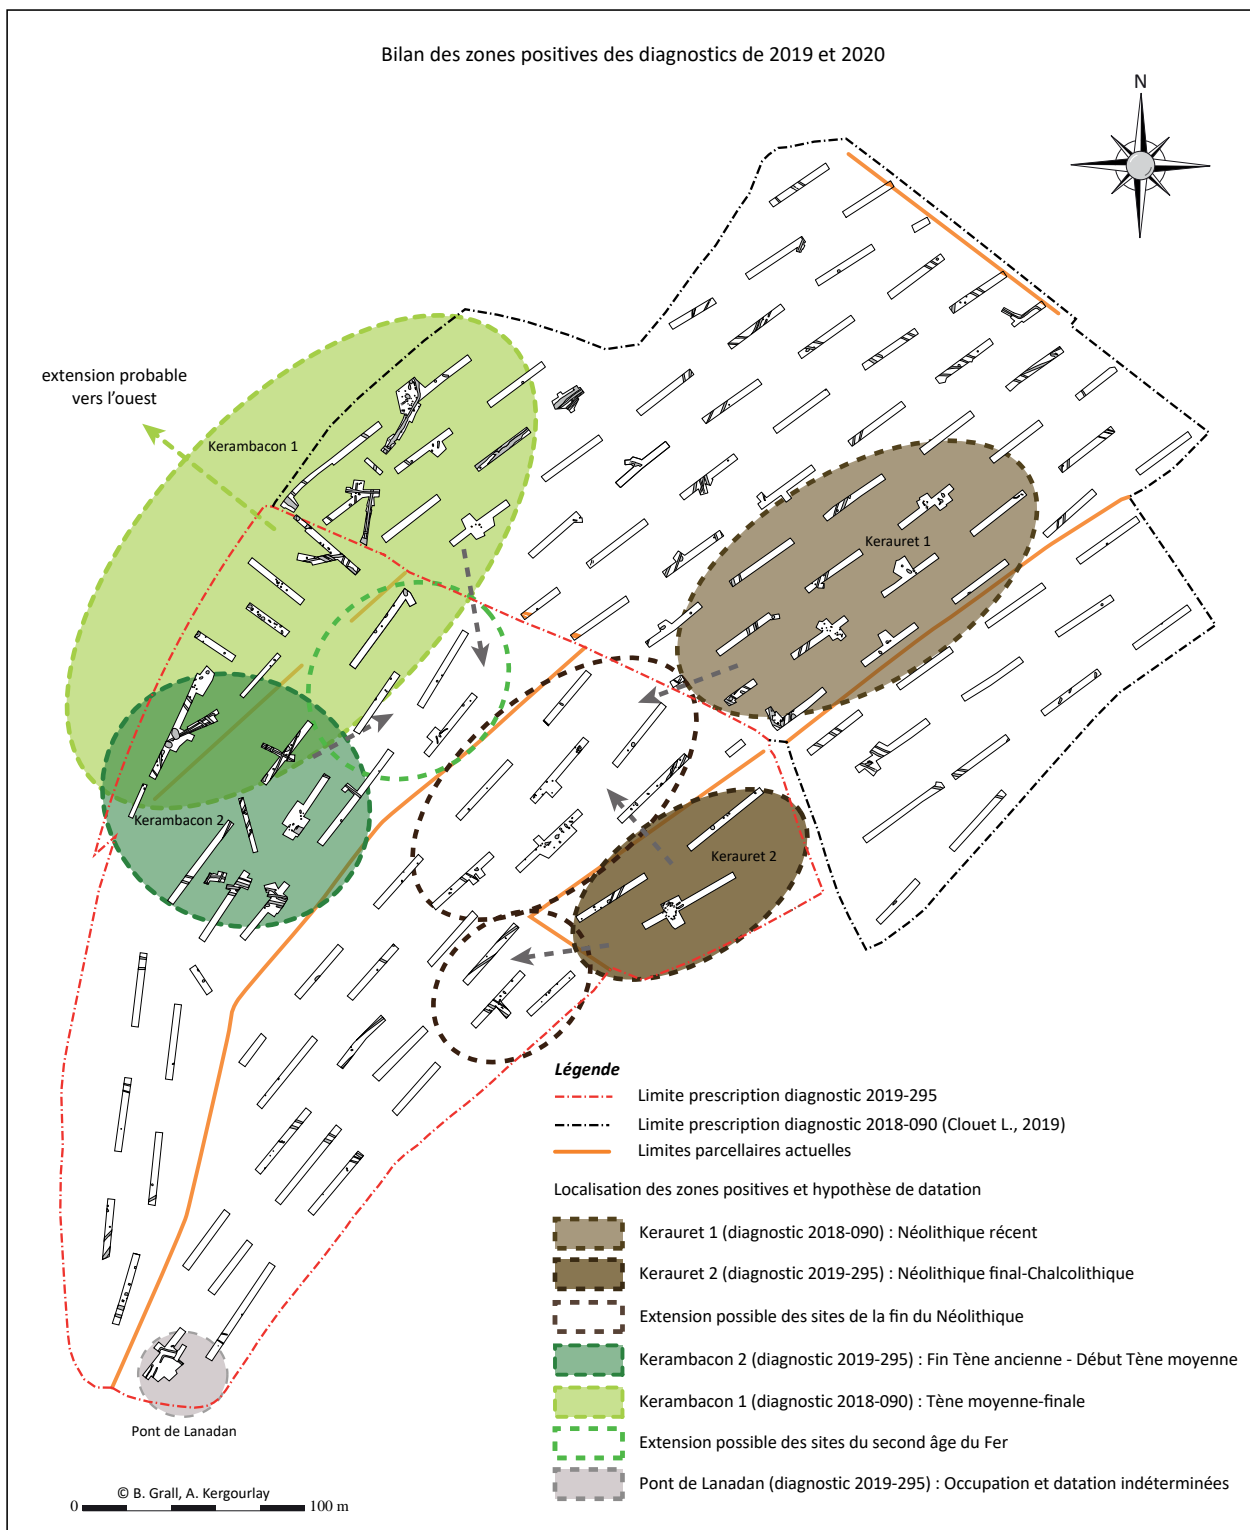 Bilan des zones positives des diagnostics de 2019 et 2020
N
extension probable
vers l'ouest
Kerambacon 1
Kerauret 1
Kerambacon 2
Kerauret 2
Légende
Limite prescription diagnostic 2019-295
Limite prescription diagnostic 2018-090 (Clouet L., 2019)
Limites parcellaires actuelles
Localisation des zones positives et hypothèse de datation
Kerauret 1 (diagnostic 2018-090) : Néolithique récent
Kerauret 2 (diagnostic 2019-295) : Néolithique final-Chalcolithique
Extension possible des sites de la fin du Néolithique
Kerambacon 2 (diagnostic 2019-295) : Fin Tène ancienne - Début Tène moyenne
Kerambacon 1 (diagnostic 2018-090) : Tène moyenne-finale
Extension possible des sites du second âge du Fer
Pont de Lanadan (diagnostic 2019-295) : Occupation et datation indéterminées
Pont de Lanadan
© B. Grall, A. Kergourlay
0 100 m